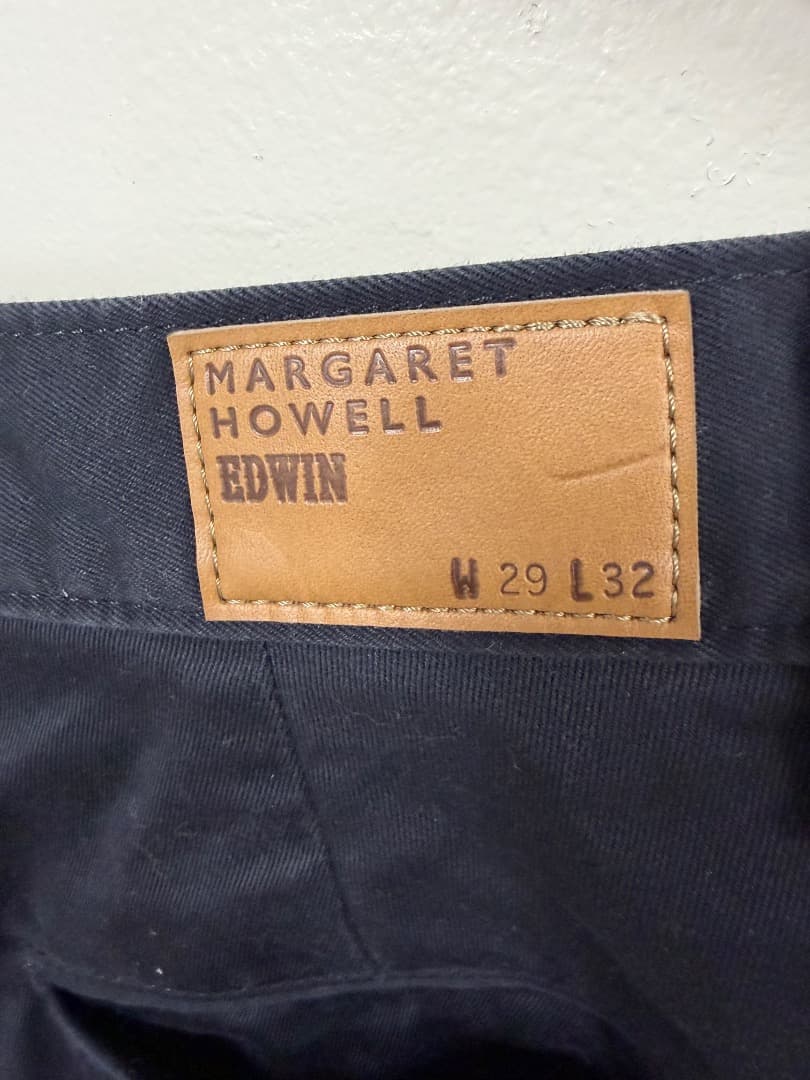 MARGARET
HOWELL
EDWIN
W 29 L 32